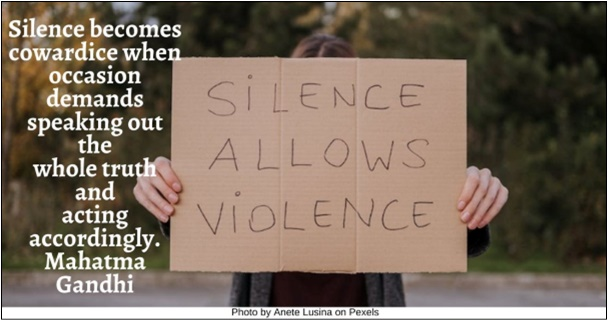 Silence becomes
cowardice when
occasion
demands
speaking out
the
whole truth
and
acting
accordingly.
Mahatma
Gandhi
SiLENCE
ALLOWS
ViOLENCE
Photo by Anete Lusina on Pexels